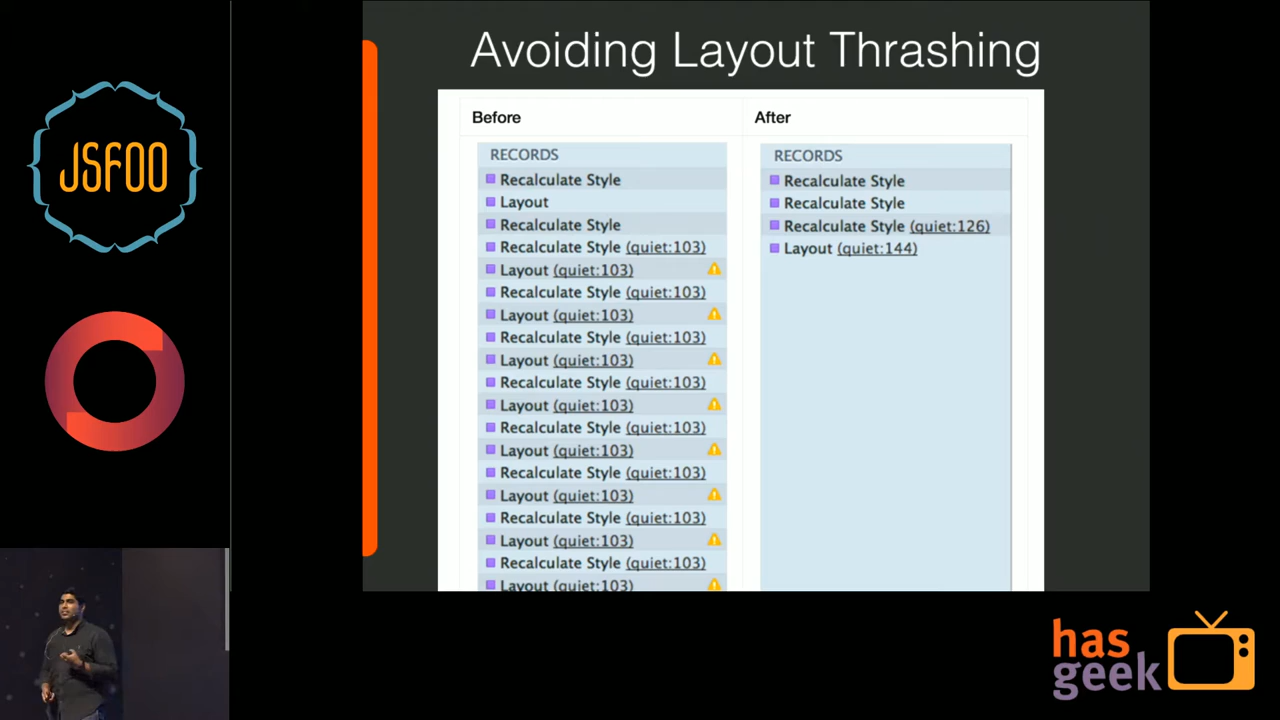 JSFOO
Avoiding Layout Thrashing
Before
RECORDS
Recalculate Style
Layout
Recalculate Style
Recalculate Style (quiet:103)
Layout (quiet:103)
Recalculate Style (quiet:103)
Layout (quiet:103)
Recalculate Style (quiet:103)
Layout (quiet:103)
Recalculate Style (quiet:103)
Layout (quiet:103)
Recalculate Style (quiet:103)
Layout (quiet:103)
Recalculate Style (quiet:103)
Layout (quiet:103)
Recalculate Style (quiet:103)
Layout (quiet:103)
Recalculate Style (quiet:103)
Layout (quiet:103)
After
RECORDS
Recalculate Style
Recalculate Style
Recalculate Style (quiet:126)
Layout (quiet:144)
has
geek